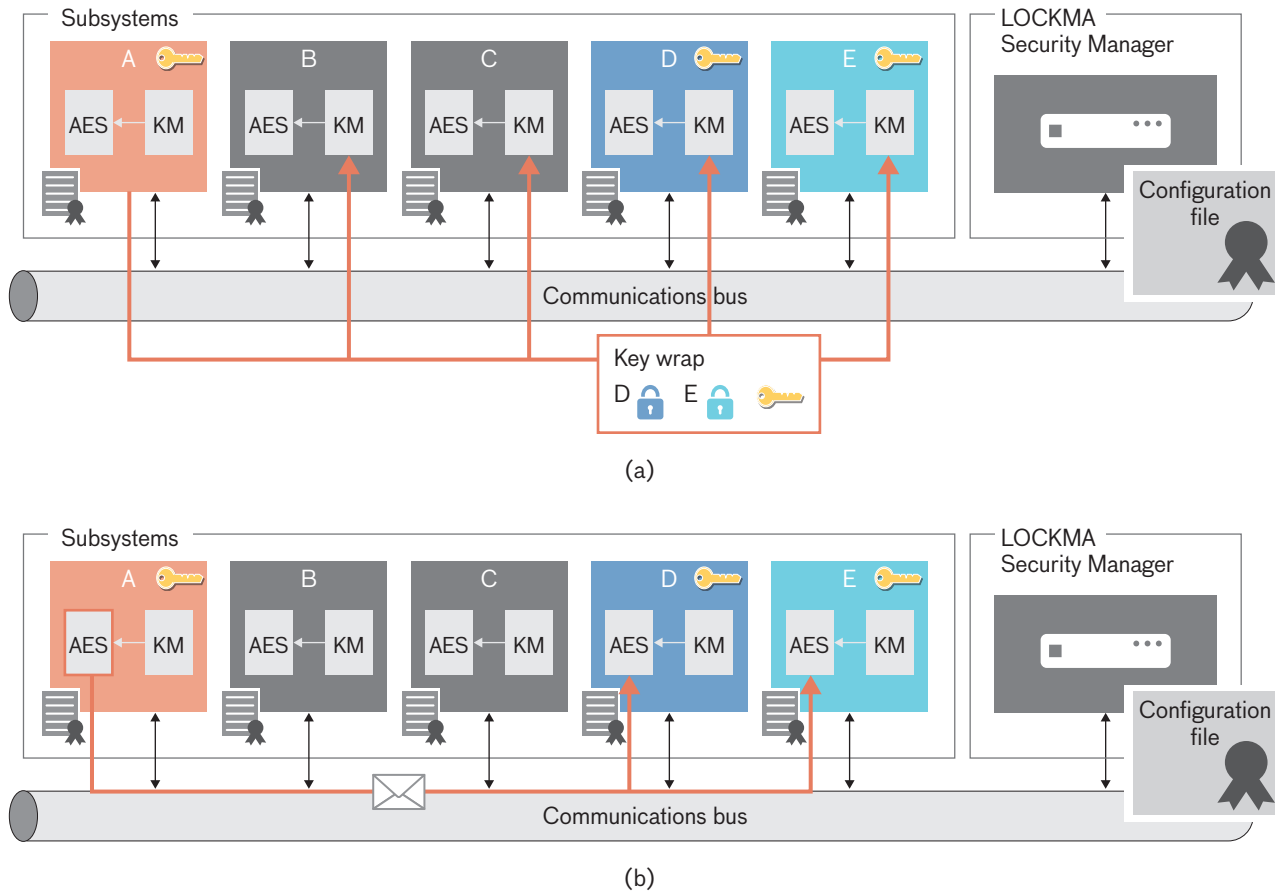 Subsystems
LOCKMA
Security Manager
A
B
C
D
E
AES
KM
AES
KM
AES
KM
AES
KM
AES
KM
Configuration
file
Communications bus
Key wrap
D
E
(a)
Subsystems
LOCKMA
Security Manager
A
B
C
D
E
AES
KM
AES
KM
AES
KM
AES
KM
AES
KM
Configuration
file
Communications bus
(b)